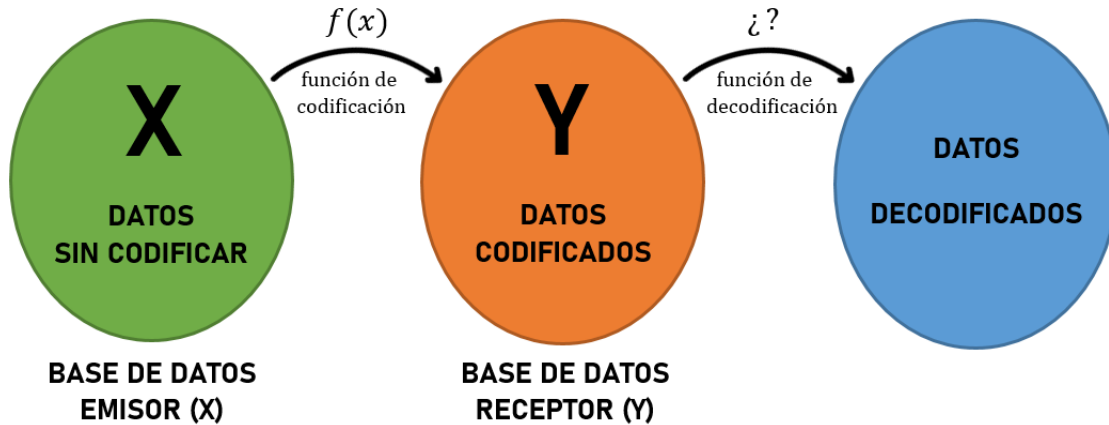 f(x)
función de
codificación
¿?
función de
decodificación
X
DATOS
SIN CODIFICAR
Y
DATOS
CODIFICADOS
DATOS
DECODIFICADOS
BASE DE DATOS
EMISOR (X)
BASE DE DATOS
RECEPTOR (Y)